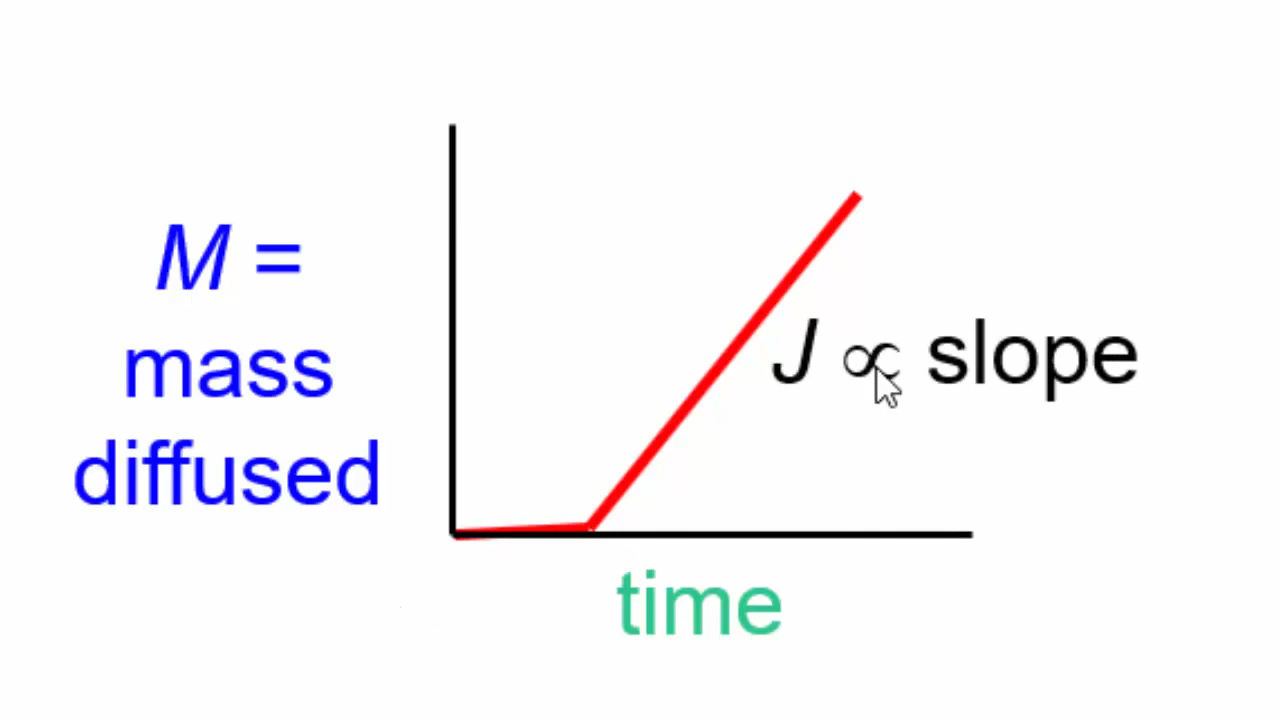 M =
mass
diffused
J ∝ slope
time